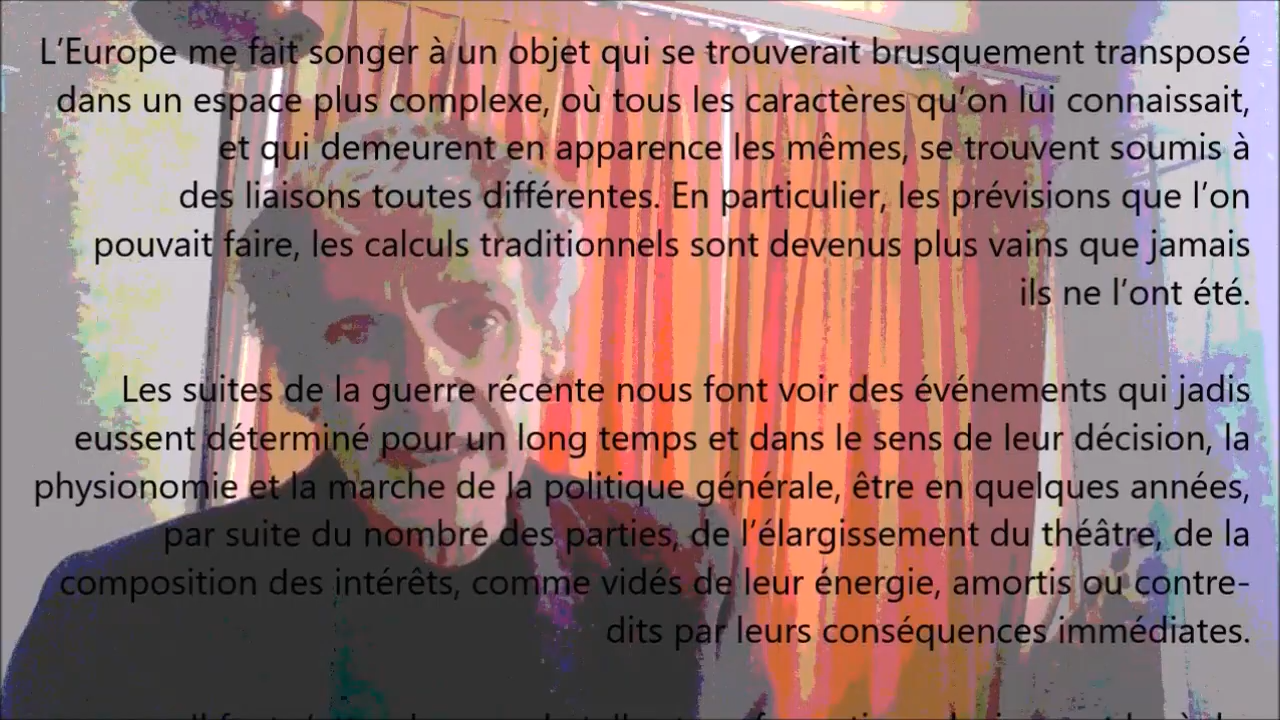 L’Europe me fait songer à un objet qui se trouverait brusquement transposé
dans un espace plus complexe, où tous les caractères qu’on lui connaissait,
et qui demeurent en apparence les mêmes, se trouvent soumis à
des liaisons toutes différentes. En particulier, les prévisions que l’on
pouvait faire, les calculs traditionnels sont devenus plus vains que jamais
ils ne l’ont été.
Les suites de la guerre récente nous font voir des événements qui jadis
eussent déterminé pour un long temps et dans le sens de leur décision, la
physionomie et la marche de la politique générale, être en quelques années,
par suite du nombre des parties, de l’élargissement du théâtre, de la
composition des intérêts, comme vidés de leur énergie, amortis ou contre-
dits par leurs conséquences immédiates.